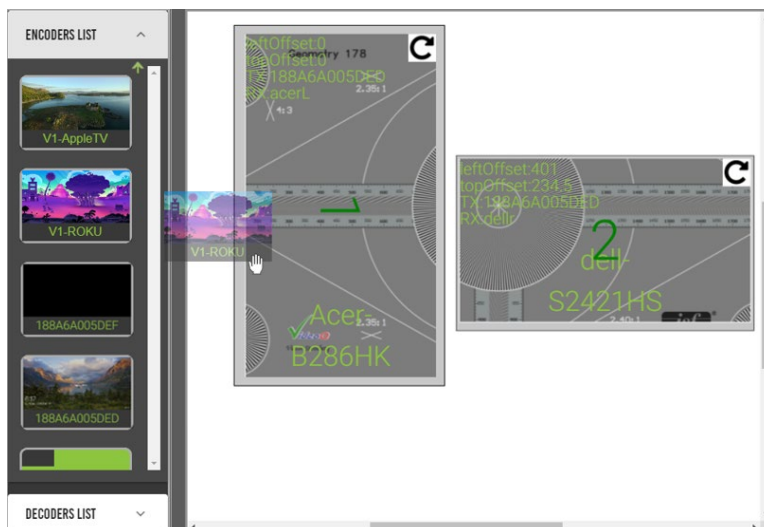 ENCODERS LIST
V1-AppleTV
V1-ROKU
188A6A005DEF
188A6A005DED
DECODERS LIST
V1-ROKU
leftOffset:0
Geometry 178
topOffset:0
TX:188A6A005DED
2.35:1
RX:acerL
4:3
1
Acer-
2.35:1
B286HK
leftOffset:401
topOffset:234.5
TX:188A6A005DED
RX:dellr
2
dell-
S2421HS
2.40:1